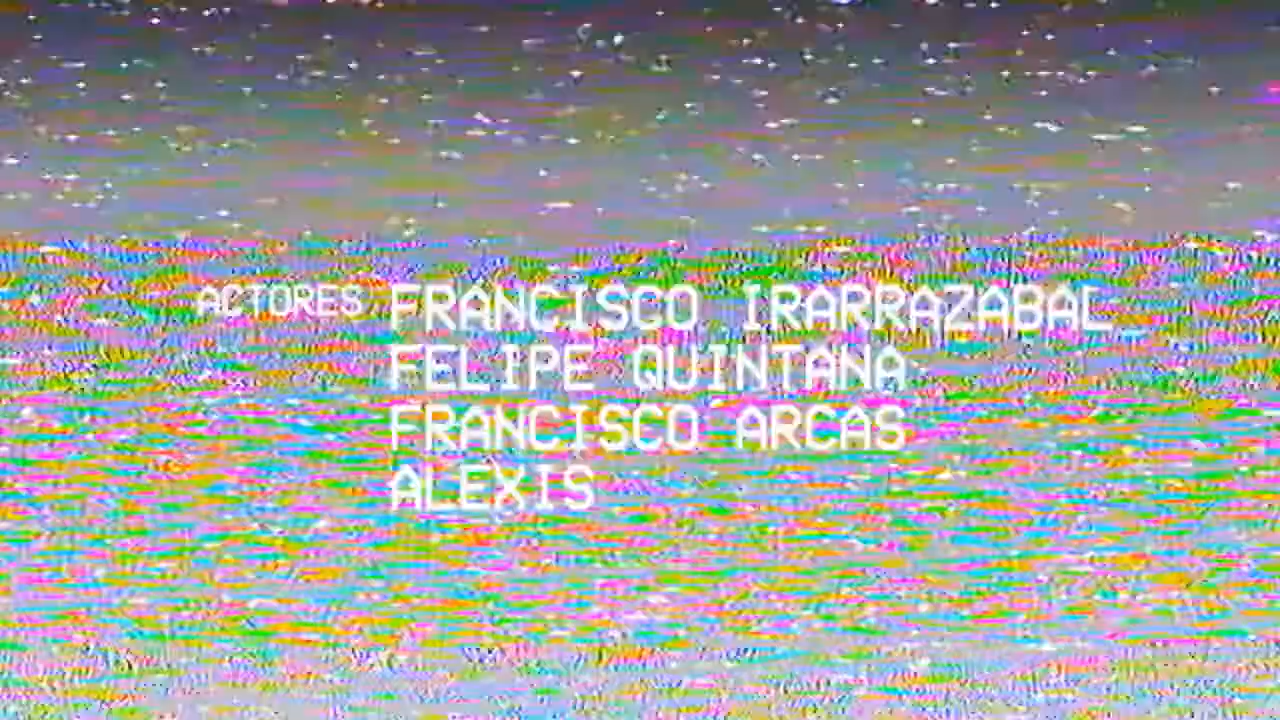 ACTORES FRANCISCO IRARRAZABAL
FELIPE QUINTANA
FRANCISCO ARCAS
ALEXIS